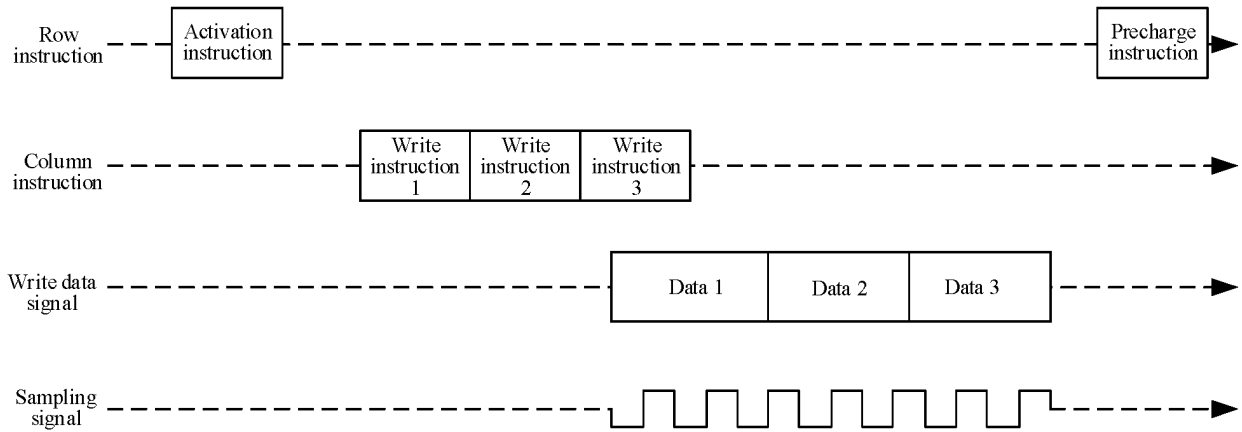 Row
instruction
Activation
instruction
Precharge
instruction
Column
instruction
Write
instruction
1
Write
instruction
2
Write
instruction
3
Write data
signal
Data 1
Data 2
Data 3
Sampling
signal